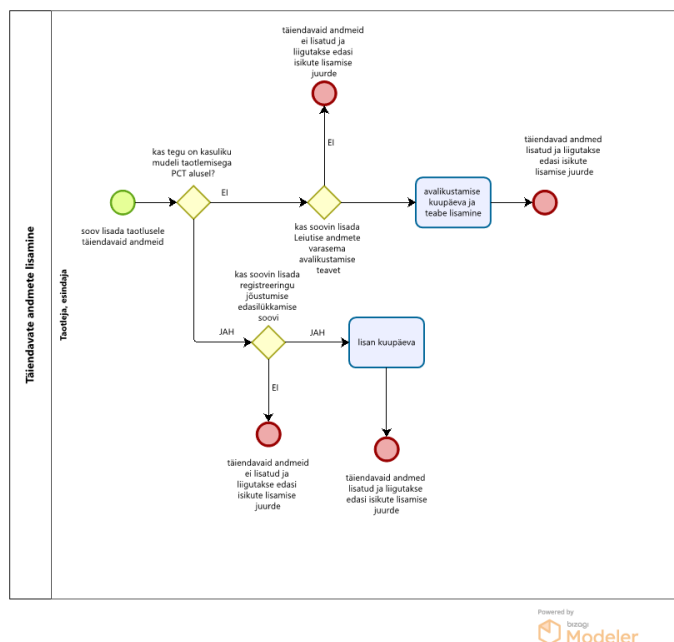 Täiendavate andmete lisamine
Taotleja, esindaja
täiendavaid andmeid
ei lisatud ja
liigutakse edasi
isikute lisamise
juurde
kas tegu on kasuliku
mudeli taotlemisega
PCT alusel?
EI
EI
täiendavad andmed
lisatud ja liigutakse
edasi isikute
lisamise juurde
soov lisada taotlusele
täiendavaid andmeid
kas soovin lisada
Leiutise andmete
varasema
avalikustamise
teavet
avalikustamise
kuupäeva ja
teabe lisamine
kas soovin lisada
registreeringu
jõustumise
edasilükkamise
soovi
JAH
JAH
lisan kuupäeva
EI
täiendavaid andmeid
ei lisatud ja
liigutakse edasi
isikute lisamise
juurde
täiendavaid andmed
lisatud ja liigutakse
edasi isikute lisamise
juurde
Powered by
bizagi
Modeler